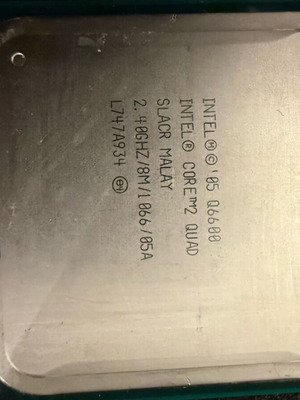 INTEL Ⓜ © '05 Q6600
INTEL® CORE™2 QUAD
SLACR MALAY
2.40GHZ/8M/1066/05A
L747A934 (e4)